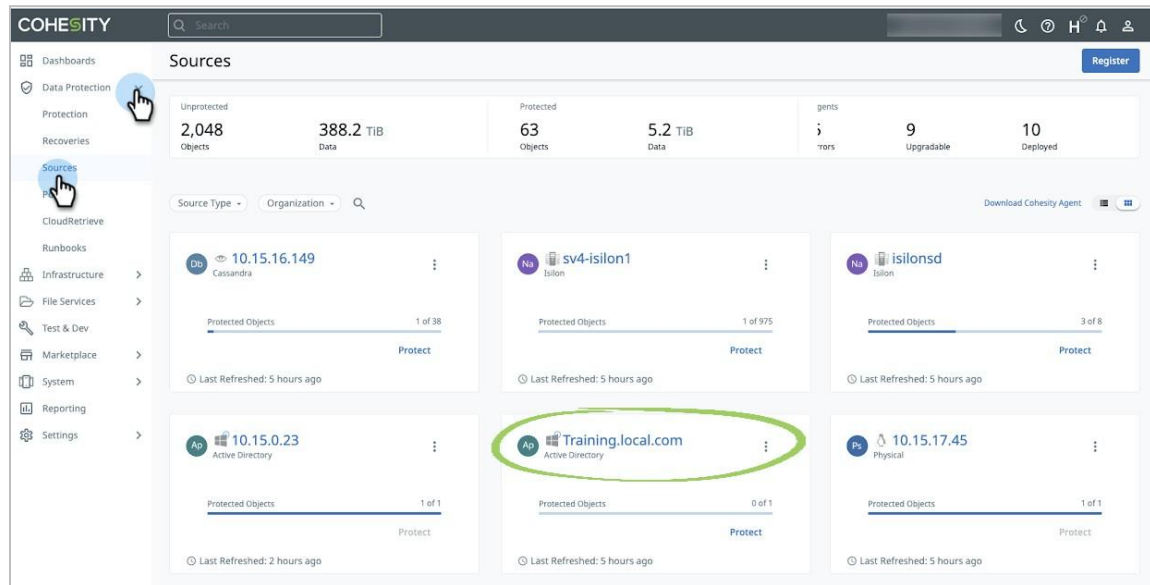 COHESITY
Search
H
Dashboards
Data Protection
Protection
Recoveries
Sources
CloudRetrieve
Runbooks
Infrastructure
File Services
Test & Dev
Marketplace
System
Reporting
Settings
Sources
Register
Unprotected
2,048
Objects
388.2 TiB
Data
Protected
63
Objects
5.2 TiB
Data
9
Upgradable
10
Deployed
Source Type
Organization
Download Cohesity Agent
Db
10.15.16.149
Cassandra
Protected Objects 1 of 38
Protect
Last Refreshed: 5 hours ago
Na
sv4-isilon1
Isilon
Protected Objects 1 of 975
Protect
Last Refreshed: 5 hours ago
Na
isilonsd
Isilon
Protected Objects 3 of 8
Protect
Last Refreshed: 5 hours ago
Ap
10.15.0.23
Active Directory
Protected Objects 1 of 1
Protect
Last Refreshed: 2 hours ago
Ap
Training.local.com
Active Directory
Protected Objects 0 of 1
Protect
Last Refreshed: 5 hours ago
Ps
10.15.17.45
Physical
Protected Objects 1 of 1
Protect
Last Refreshed: 5 hours ago